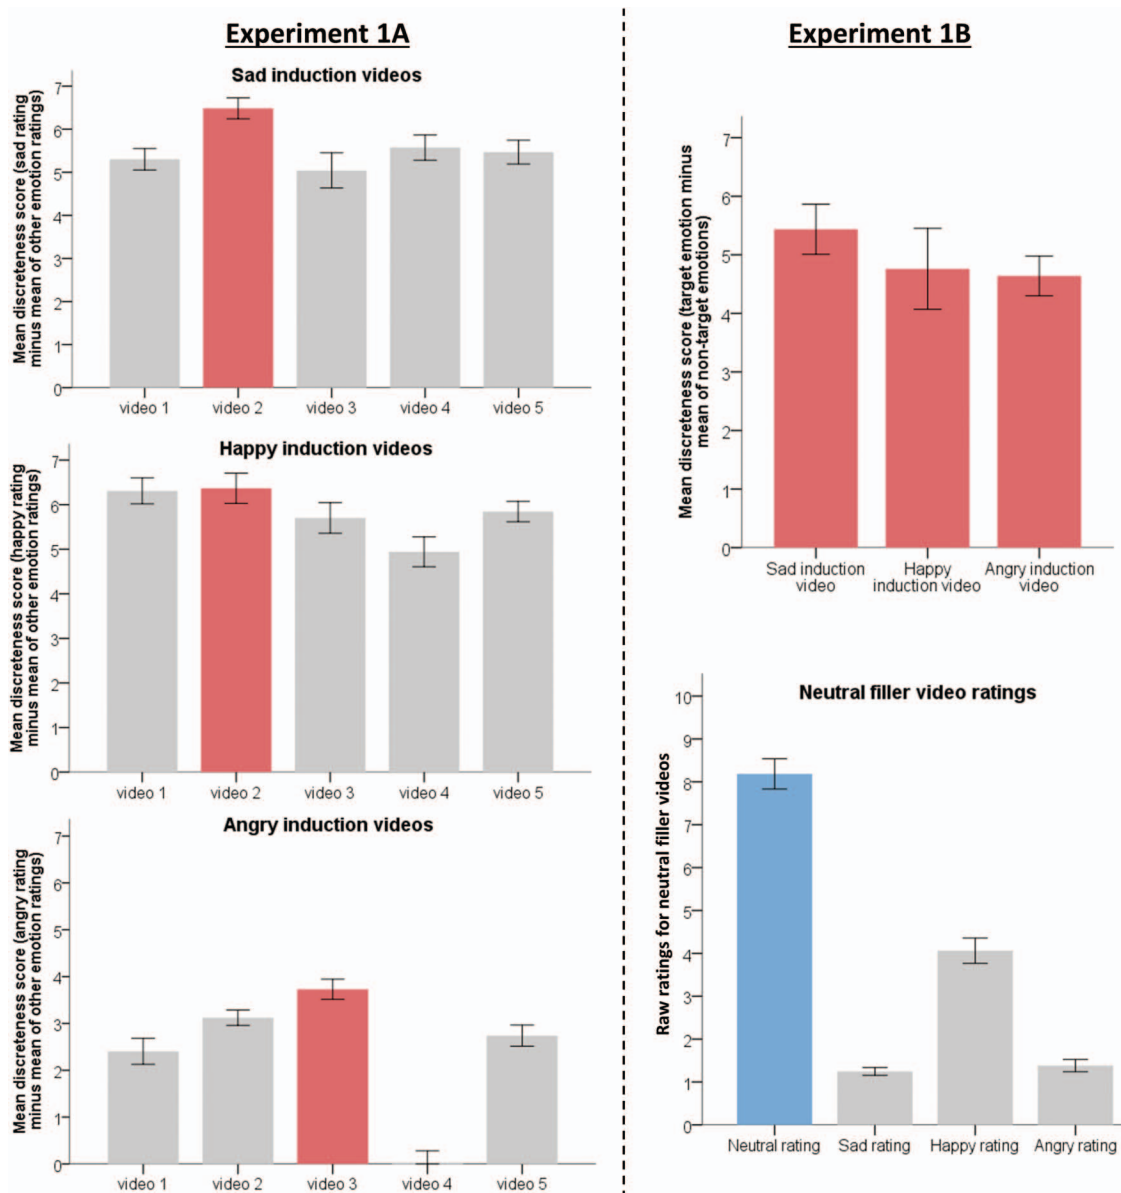 Experiment 1A
Sad induction videos
Mean discreteness score (sad rating
minus mean of other emotion ratings)
7
6
5
4
3
2
1
0
video 1 video 2 video 3 video 4 video 5
Happy induction videos
Mean discreteness score (happy rating
minus mean of other emotion ratings)
7
6
5
4
3
2
1
0
video 1 video 2 video 3 video 4 video 5
Angry induction videos
Mean discreteness score (angry rating
minus mean of other emotion ratings)
7
6
5
4
3
2
1
0
video 1 video 2 video 3 video 4 video 5
Experiment 1B
Mean discreteness score (target emotion minus
mean of non-target emotions)
7
6
5
4
3
2
1
0
Sad induction video
Happy induction video
Angry induction video
Neutral filler video ratings
Raw ratings for neutral filler videos
10
9
8
7
6
5
4
3
2
1
0
Neutral rating Sad rating Happy rating Angry rating